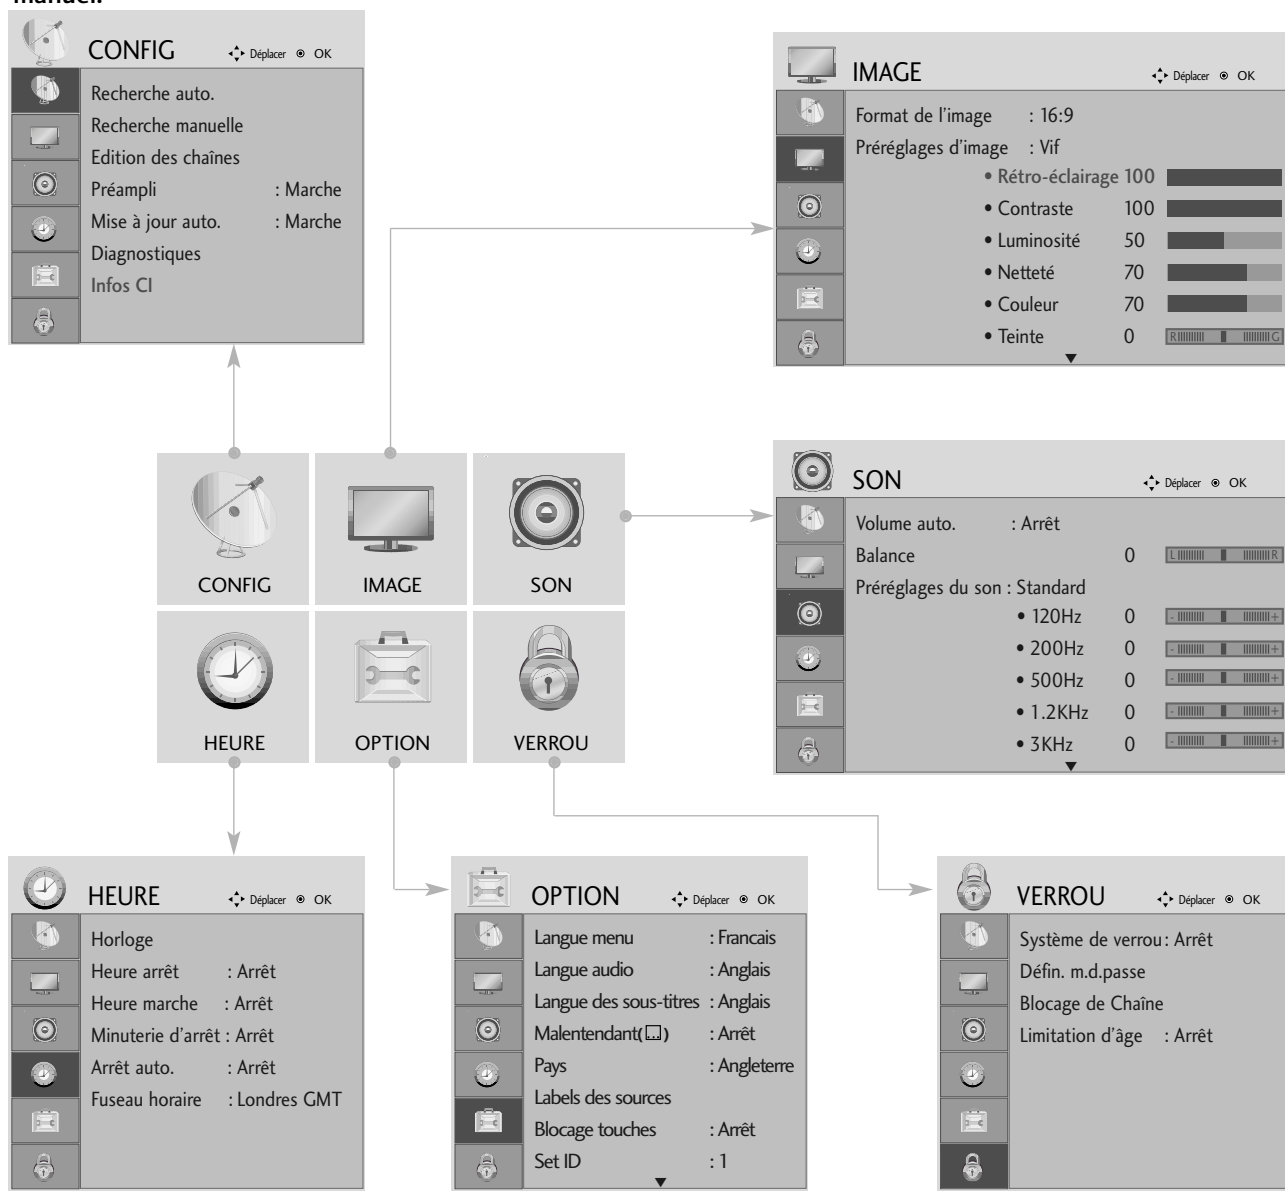 manuel.
CONFIG Déplacer OK
Recherche auto.
Recherche manuelle
Edition des chaînes
Préampli : Marche
Mise à jour auto. : Marche
Diagnostiques
Infos CI
IMAGE Déplacer OK
Format de l'image : 16:9
Préréglages d'image : Vif
• Rétro-éclairage 100
• Contraste 100
• Luminosité 50
• Netteté 70
• Couleur 70
• Teinte 0 R G
CONFIG IMAGE SON
HEURE OPTION VERROU
SON Déplacer OK
Volume auto. : Arrêt
Balance 0 L R
Préréglages du son : Standard
• 120Hz 0 - +
• 200Hz 0 - +
• 500Hz 0 - +
• 1.2KHz 0 - +
• 3KHz 0 - +
HEURE Déplacer OK
Horloge
Heure arrêt : Arrêt
Heure marche : Arrêt
Minuterie d'arrêt : Arrêt
Arrêt auto. : Arrêt
Fuseau horaire : Londres GMT
OPTION Déplacer OK
Langue menu : Francais
Langue audio : Anglais
Langue des sous-titres : Anglais
Malentendant( ) : Arrêt
Pays : Angleterre
Labels des sources
Blocage touches : Arrêt
Set ID : 1
VERROU Déplacer OK
Système de verrou : Arrêt
Défin. m.d.passe
Blocage de Chaîne
Limitation d'âge : Arrêt